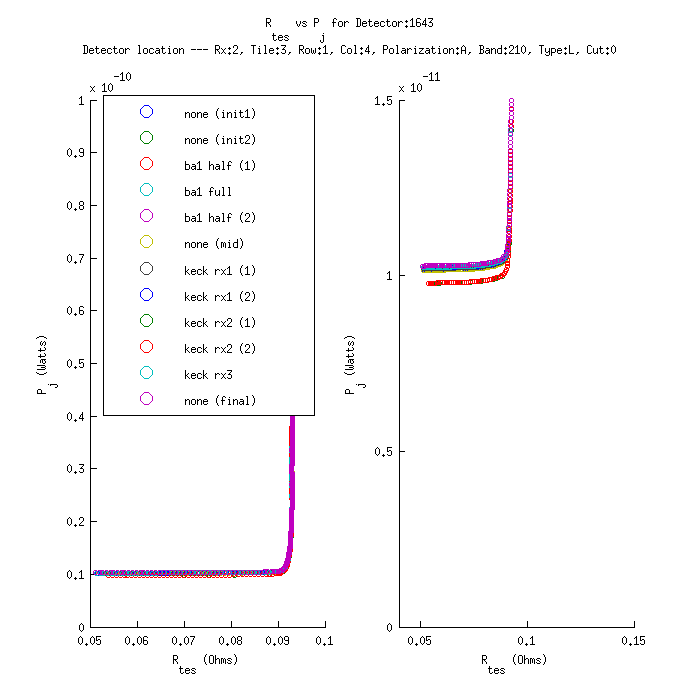 R_tes vs P_j for Detector:1643
Detector location --- Rx:2, Tile:3, Row:1, Col:4, Polarization:A, Band:210, Type:L, Cut:0
x 10^-10
x 10^-11
none (init1)
none (init2)
ba1 half (1)
ba1 full
ba1 half (2)
none (mid)
keck rx1 (1)
keck rx1 (2)
keck rx2 (1)
keck rx2 (2)
keck rx3
none (final)
1
0.9
0.8
0.7
0.6
0.5
0.4
0.3
0.2
0.1
0
P_j (Watts)
0.05 0.06 0.07 0.08 0.09 0.1
R_tes (Ohms)
1.5
1
0.5
0
P_j (Watts)
0.05 0.1 0.15
R_tes (Ohms)